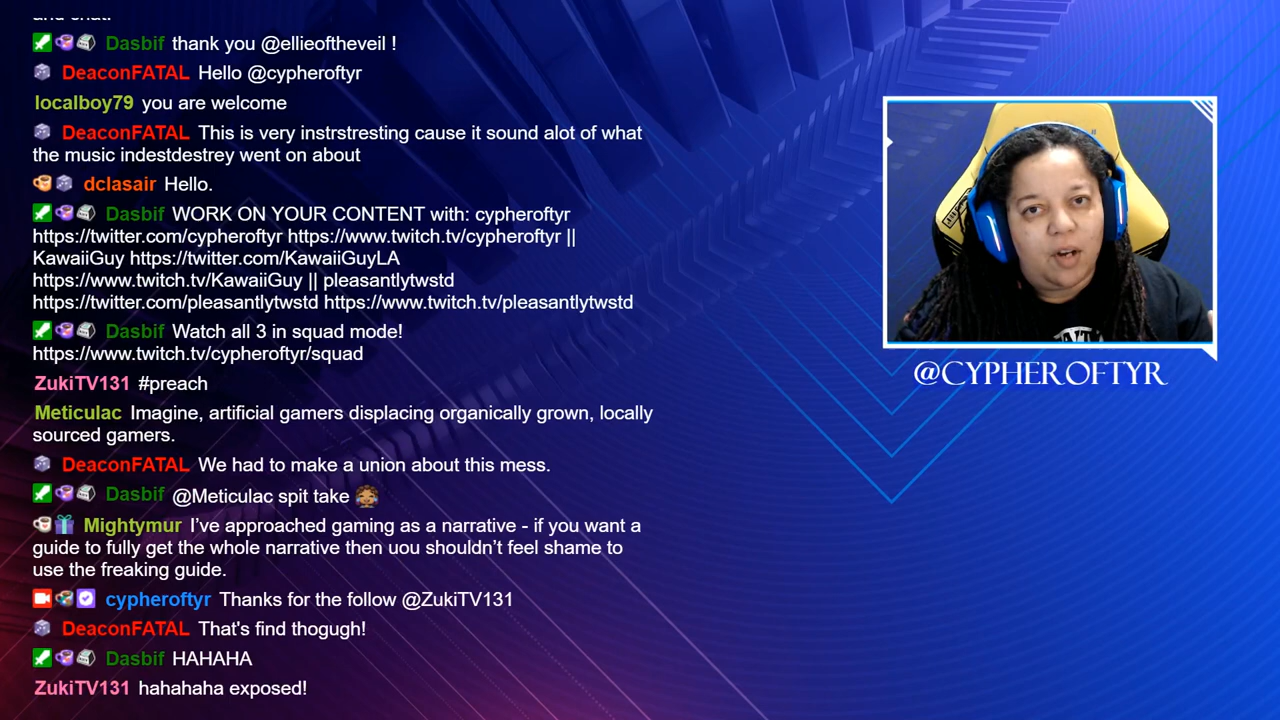 and chat!
Dasbif thank you @ellieoftheveil !
DeaconFATAL Hello @cypheroftyr
localboy79 you are welcome
DeaconFATAL This is very instrstresting cause it sound alot of what
the music indestdestrey went on about
dclasair Hello.
Dasbif WORK ON YOUR CONTENT with: cypheroftyr
https://twitter.com/cypheroftyr https://www.twitch.tv/cypheroftyr ||
KawaiiGuy https://twitter.com/KawaiiGuyLA
https://www.twitch.tv/KawaiiGuy || pleasantlytwstd
https://twitter.com/pleasantlytwstd https://www.twitch.tv/pleasantlytwstd
Dasbif Watch all 3 in squad mode!
https://www.twitch.tv/cypheroftyr/squad
ZukiTV131 #preach
Meticulac Imagine, artificial gamers displacing organically grown, locally
sourced gamers.
DeaconFATAL We had to make a union about this mess.
Dasbif @Meticulac spit take
Mightymur I’ve approached gaming as a narrative - if you want a
guide to fully get the whole narrative then uou shouldn’t feel shame to
use the freaking guide.
cypheroftyr Thanks for the follow @ZukiTV131
DeaconFATAL That's find thogugh!
Dasbif HAHAHA
ZukiTV131 hahahaha exposed!
@CYPHEROFTYR